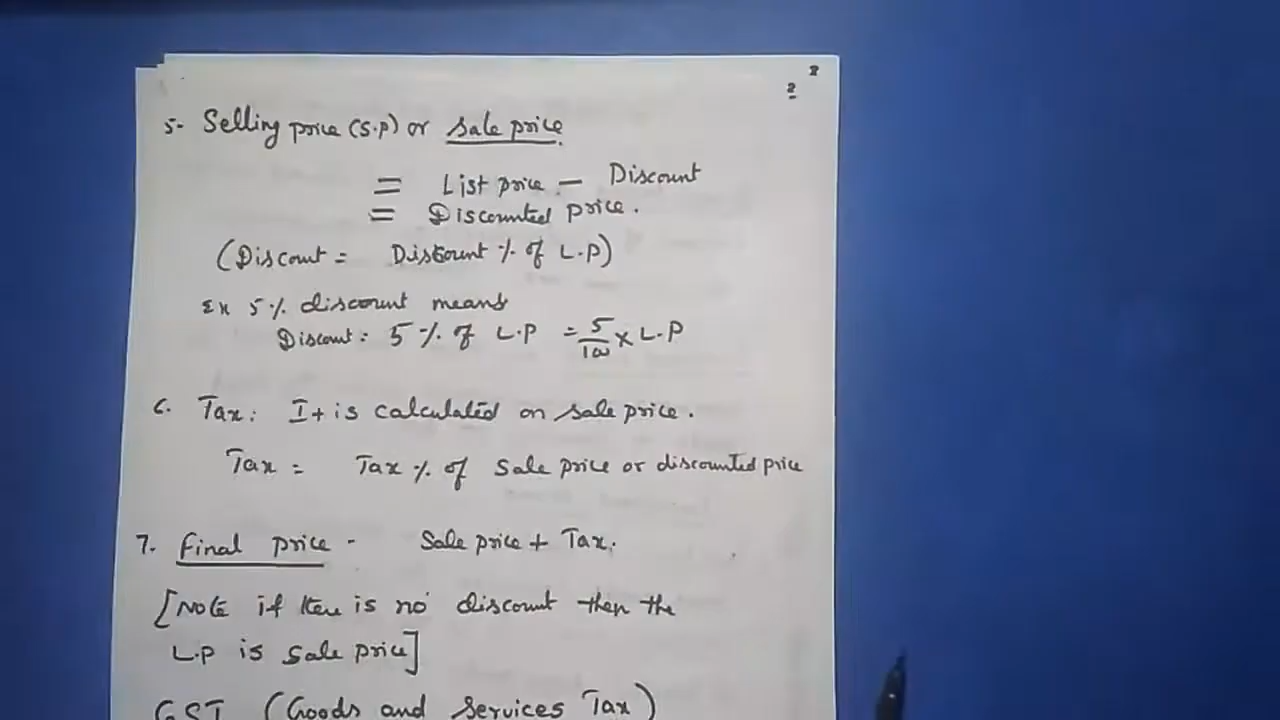 2
2
5. Selling price (S.P) or Sale price
= List price - Discount
= Discounted price.
(Discount = Discount % of L.P)
Ex 5% discount means
Discount = 5 % of L.P = 5/100 x L.P
6. Tax: It is calculated on sale price.
Tax = Tax % of Sale price or discounted price
7. Final price - Sale price + Tax.
[Note if there is no discount then the
L.P is Sale price]
GST (Goods and Services Tax)